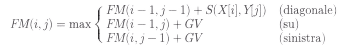 FM(i, j) = max { FM(i − 1, j − 1) + S(X[i], Y[j]) (diagonale)
FM(i − 1, j) + GV (su)
FM(i, j − 1) + GV (sinistra)